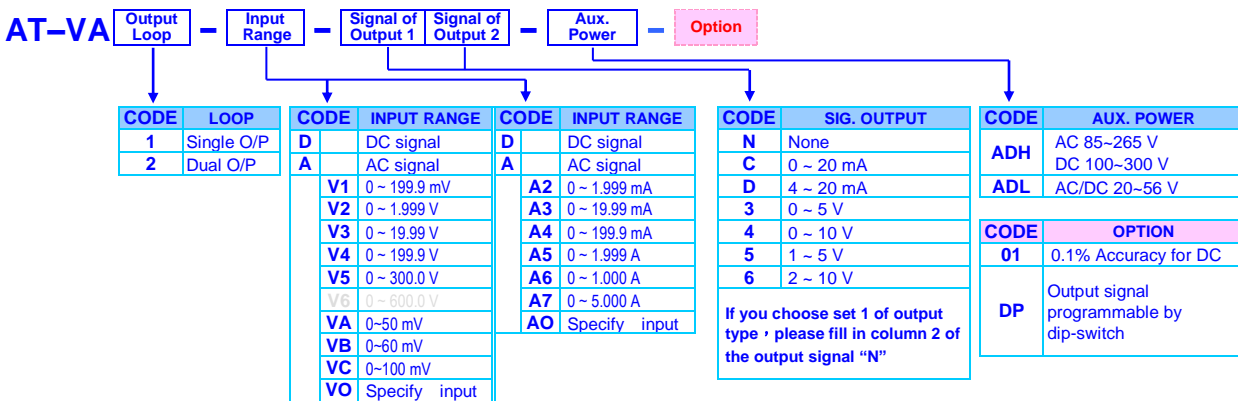 AT–VA Output Loop – Input Range – Signal of Output 1 Signal of Output 2 – Aux. Power – Option
CODE LOOP
1 Single O/P
2 Dual O/P
CODE INPUT RANGE
D DC signal
A AC signal
V1 0 ~ 199.9 mV
V2 0 ~ 1.999 V
V3 0 ~ 19.99 V
V4 0 ~ 199.9 V
V5 0 ~ 300.0 V
V6 0 ~ 600.0 V
VA 0~50 mV
VB 0~60 mV
VC 0~100 mV
VO Specify input
CODE INPUT RANGE
D DC signal
A AC signal
A2 0 ~ 1.999 mA
A3 0 ~ 19.99 mA
A4 0 ~ 199.9 mA
A5 0 ~ 1.999 A
A6 0 ~ 1.000 A
A7 0 ~ 5.000 A
AO Specify input
CODE SIG. OUTPUT
N None
C 0 ~ 20 mA
D 4 ~ 20 mA
3 0 ~ 5 V
4 0 ~ 10 V
5 1 ~ 5 V
6 2 ~ 10 V
If you choose set 1 of output
type，please fill in column 2 of
the output signal “N”
CODE AUX. POWER
ADH AC 85~265 V
DC 100~300 V
ADL AC/DC 20~56 V
CODE OPTION
01 0.1% Accuracy for DC
DP Output signal
programmable by
dip-switch